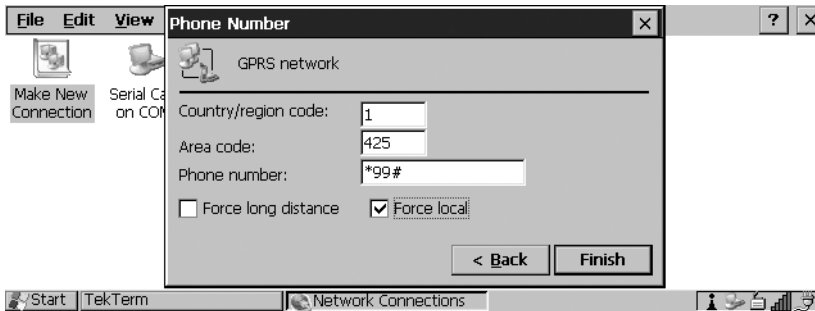 File Edit View
Phone Number
GPRS network
Make New
Connection
Serial Ca
on COM
Country/region code:
1
Area code:
425
Phone number:
*99#
Force long distance
Force local
< Back
Finish
Start
TekTerm
Network Connections
?